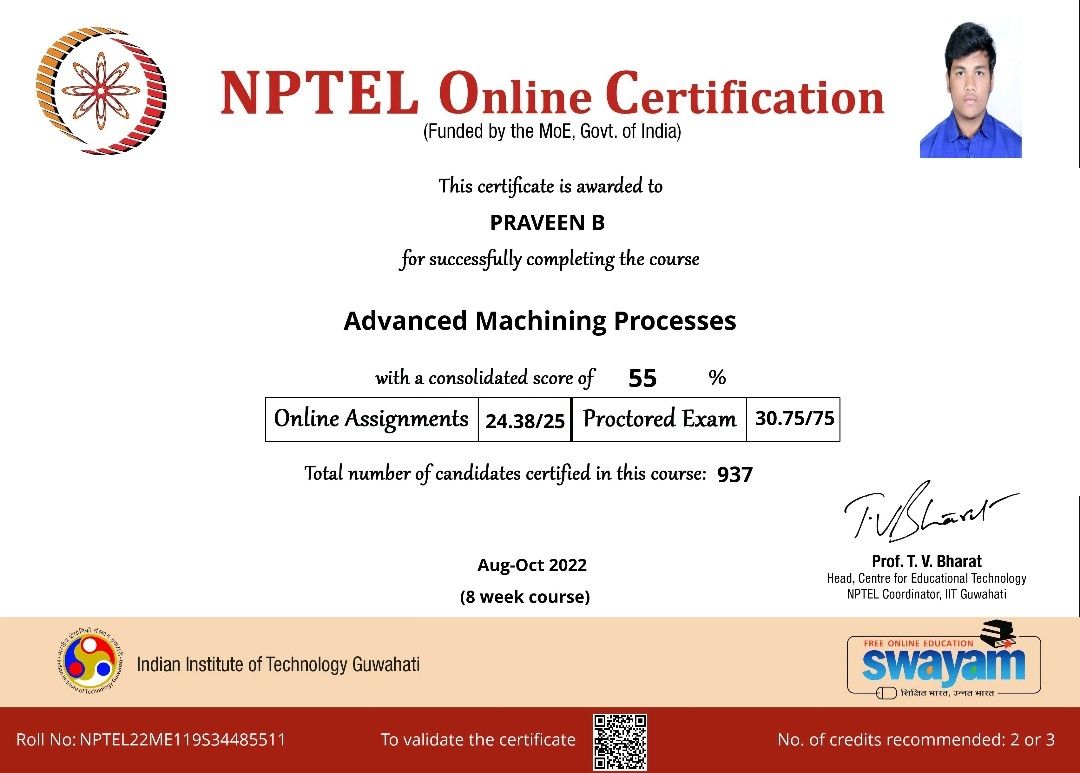 NPTEL Online Certification
(Funded by the MoE, Govt. of India)
This certificate is awarded to
PRAVEEN B
for successfully completing the course
Advanced Machining Processes
with a consolidated score of 55 %
Online Assignments 24.38/25 Proctored Exam 30.75/75
Total number of candidates certified in this course: 937
T.V Bharat
Prof. T. V. Bharat
Head, Centre for Educational Technology
NPTEL Coordinator, IIT Guwahati
Aug-Oct 2022
(8 week course)
Indian Institute of Technology Guwahati
FREE ONLINE EDUCATION
swayam
शिक्षित भारत, उन्नत भारत
Roll No: NPTEL22ME119S34485511
To validate the certificate
No. of credits recommended: 2 or 3